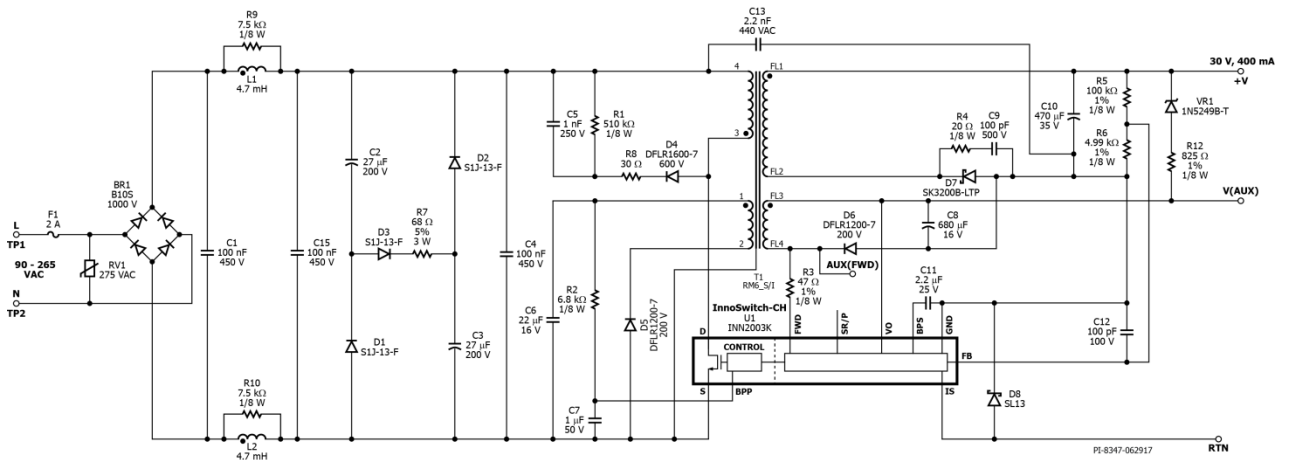 C13
2.2 nF
440 VAC
R9
7.5 kΩ
1/8 W
L1
4.7 mH
4
FL1
30 V, 400 mA
+V
C5
1 nF
250 V
R1
510 kΩ
1/8 W
R8
30 Ω
D4
DFLR1600-7
600 V
3
R4
20 Ω
1/8 W
C9
100 pF
500 V
C10
470 µF
35 V
R5
100 kΩ
1%
1/8 W
R6
4.99 kΩ
1%
1/8 W
VR1
1N5249B-T
R12
825 Ω
1%
1/8 W
C2
27 µF
200 V
D2
S1J-13-F
FL2
D7
SK3200B-LTP
BR1
B10S
1000 V
F1
2 A
L
TP1
90 - 265
VAC
RV1
275 VAC
N
TP2
C1
100 nF
450 V
C15
100 nF
450 V
D3
S1J-13-F
R7
68 Ω
5%
3 W
C4
100 nF
450 V
1
2
FL3
FL4
V(AUX)
D6
DFLR1200-7
200 V
C8
680 µF
16 V
AUX(FWD)
T1
RM6_S/I
R3
47 Ω
1%
1/8 W
C11
2.2 µF
25 V
R2
6.8 kΩ
1/8 W
C6
22 µF
16 V
D5
DFLR1200-7
200 V
InnoSwitch-CH
U1
INN2003K
D
CONTROL
S
BPP
FWD
SR/P
VO
BPS
GND
FB
IS
C12
100 pF
100 V
D1
S1J-13-F
C3
27 µF
200 V
C7
1 µF
50 V
D8
SL13
R10
7.5 kΩ
1/8 W
L2
4.7 mH
RTN
PI-8347-062917